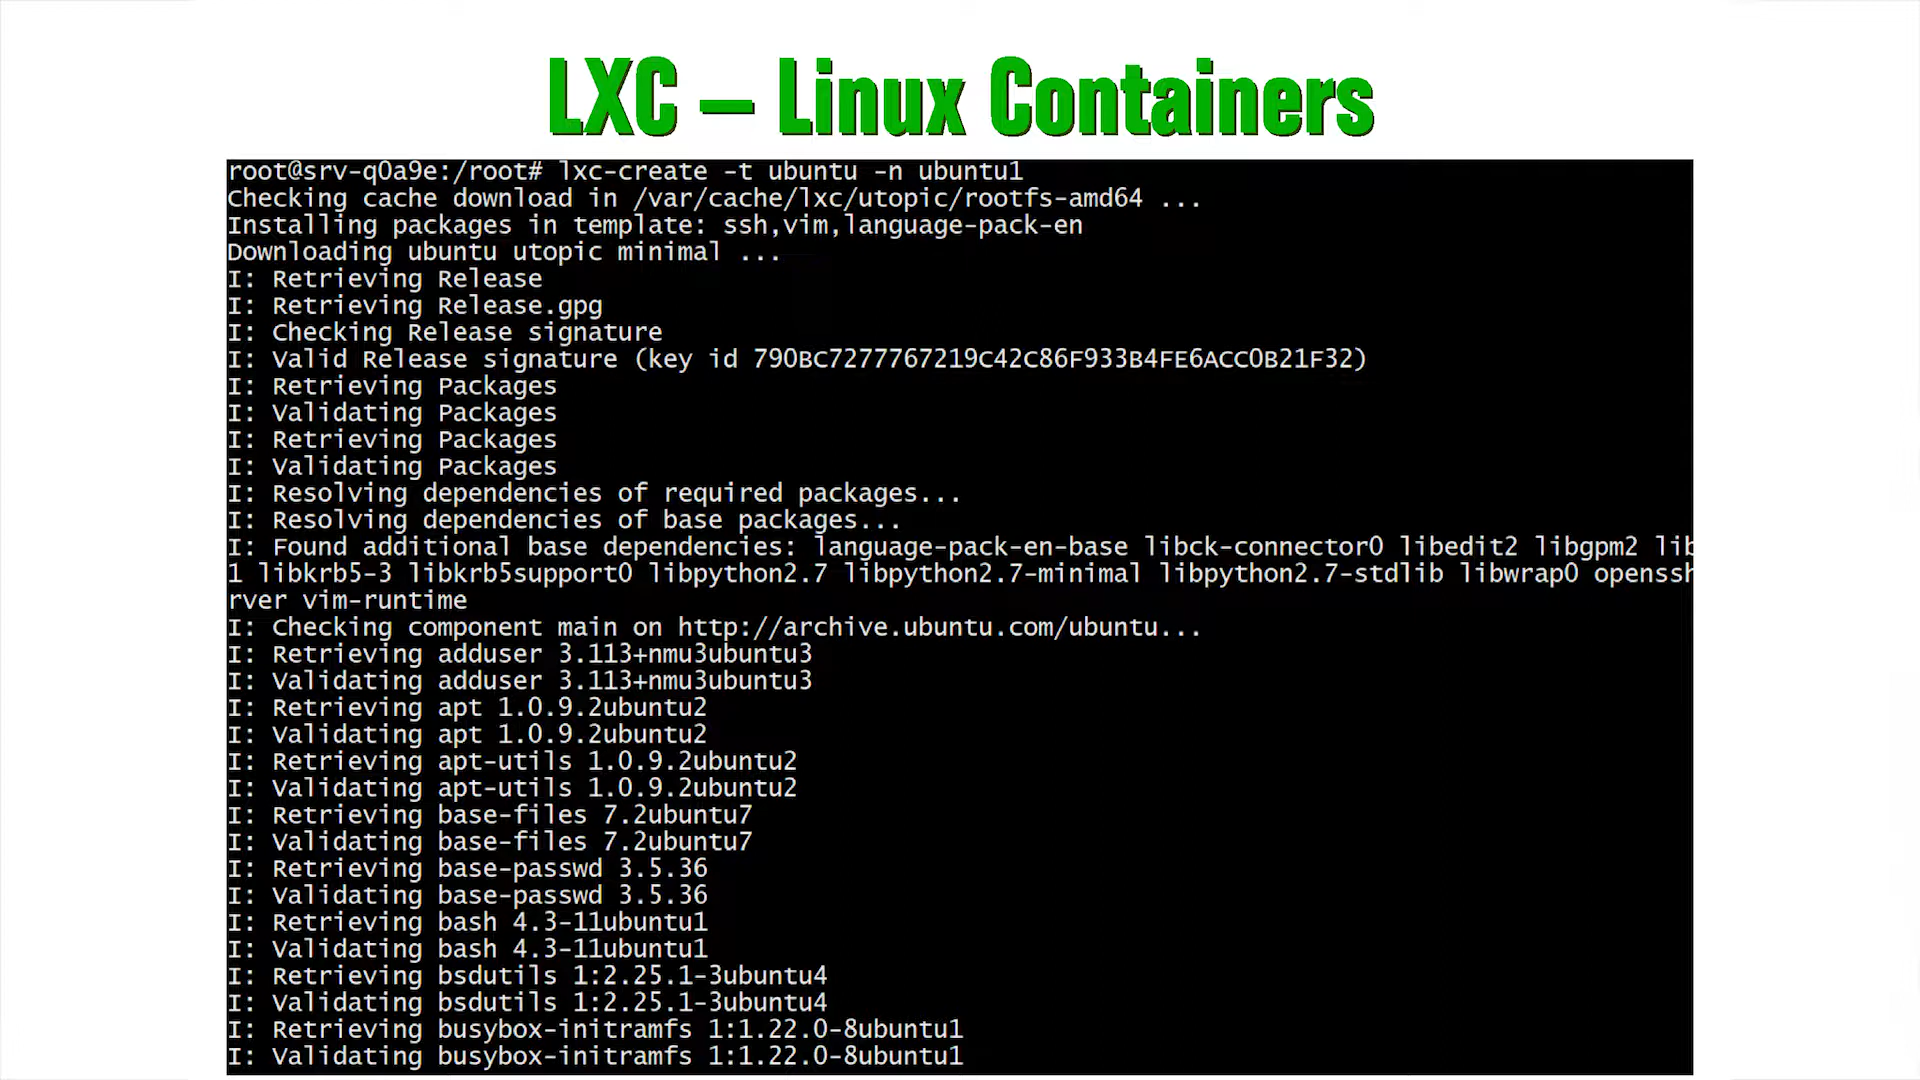 LXC – Linux Containers
root@srv-q0a9e:/root# lxc-create -t ubuntu -n ubuntu1
Checking cache download in /var/cache/lxc/utopic/rootfs-amd64 ...
Installing packages in template: ssh,vim,language-pack-en
Downloading ubuntu utopic minimal ...
I: Retrieving Release
I: Retrieving Release.gpg
I: Checking Release signature
I: Valid Release signature (key id 790BC7277767219C42C86F933B4FE6ACC0B21F32)
I: Retrieving Packages
I: Validating Packages
I: Retrieving Packages
I: Validating Packages
I: Resolving dependencies of required packages...
I: Resolving dependencies of base packages...
I: Found additional base dependencies: language-pack-en-base libck-connector0 libedit2 libgpm2 lib
1 libkrb5-3 libkrb5support0 libpython2.7 libpython2.7-minimal libpython2.7-stdlib libwrap0 openssh
rver vim-runtime
I: Checking component main on http://archive.ubuntu.com/ubuntu...
I: Retrieving adduser 3.113+nmu3ubuntu3
I: Validating adduser 3.113+nmu3ubuntu3
I: Retrieving apt 1.0.9.2ubuntu2
I: Validating apt 1.0.9.2ubuntu2
I: Retrieving apt-utils 1.0.9.2ubuntu2
I: Validating apt-utils 1.0.9.2ubuntu2
I: Retrieving base-files 7.2ubuntu7
I: Validating base-files 7.2ubuntu7
I: Retrieving base-passwd 3.5.36
I: Validating base-passwd 3.5.36
I: Retrieving bash 4.3-11ubuntu1
I: Validating bash 4.3-11ubuntu1
I: Retrieving bsdutils 1:2.25.1-3ubuntu4
I: Validating bsdutils 1:2.25.1-3ubuntu4
I: Retrieving busybox-initramfs 1:1.22.0-8ubuntu1
I: Validating busybox-initramfs 1:1.22.0-8ubuntu1